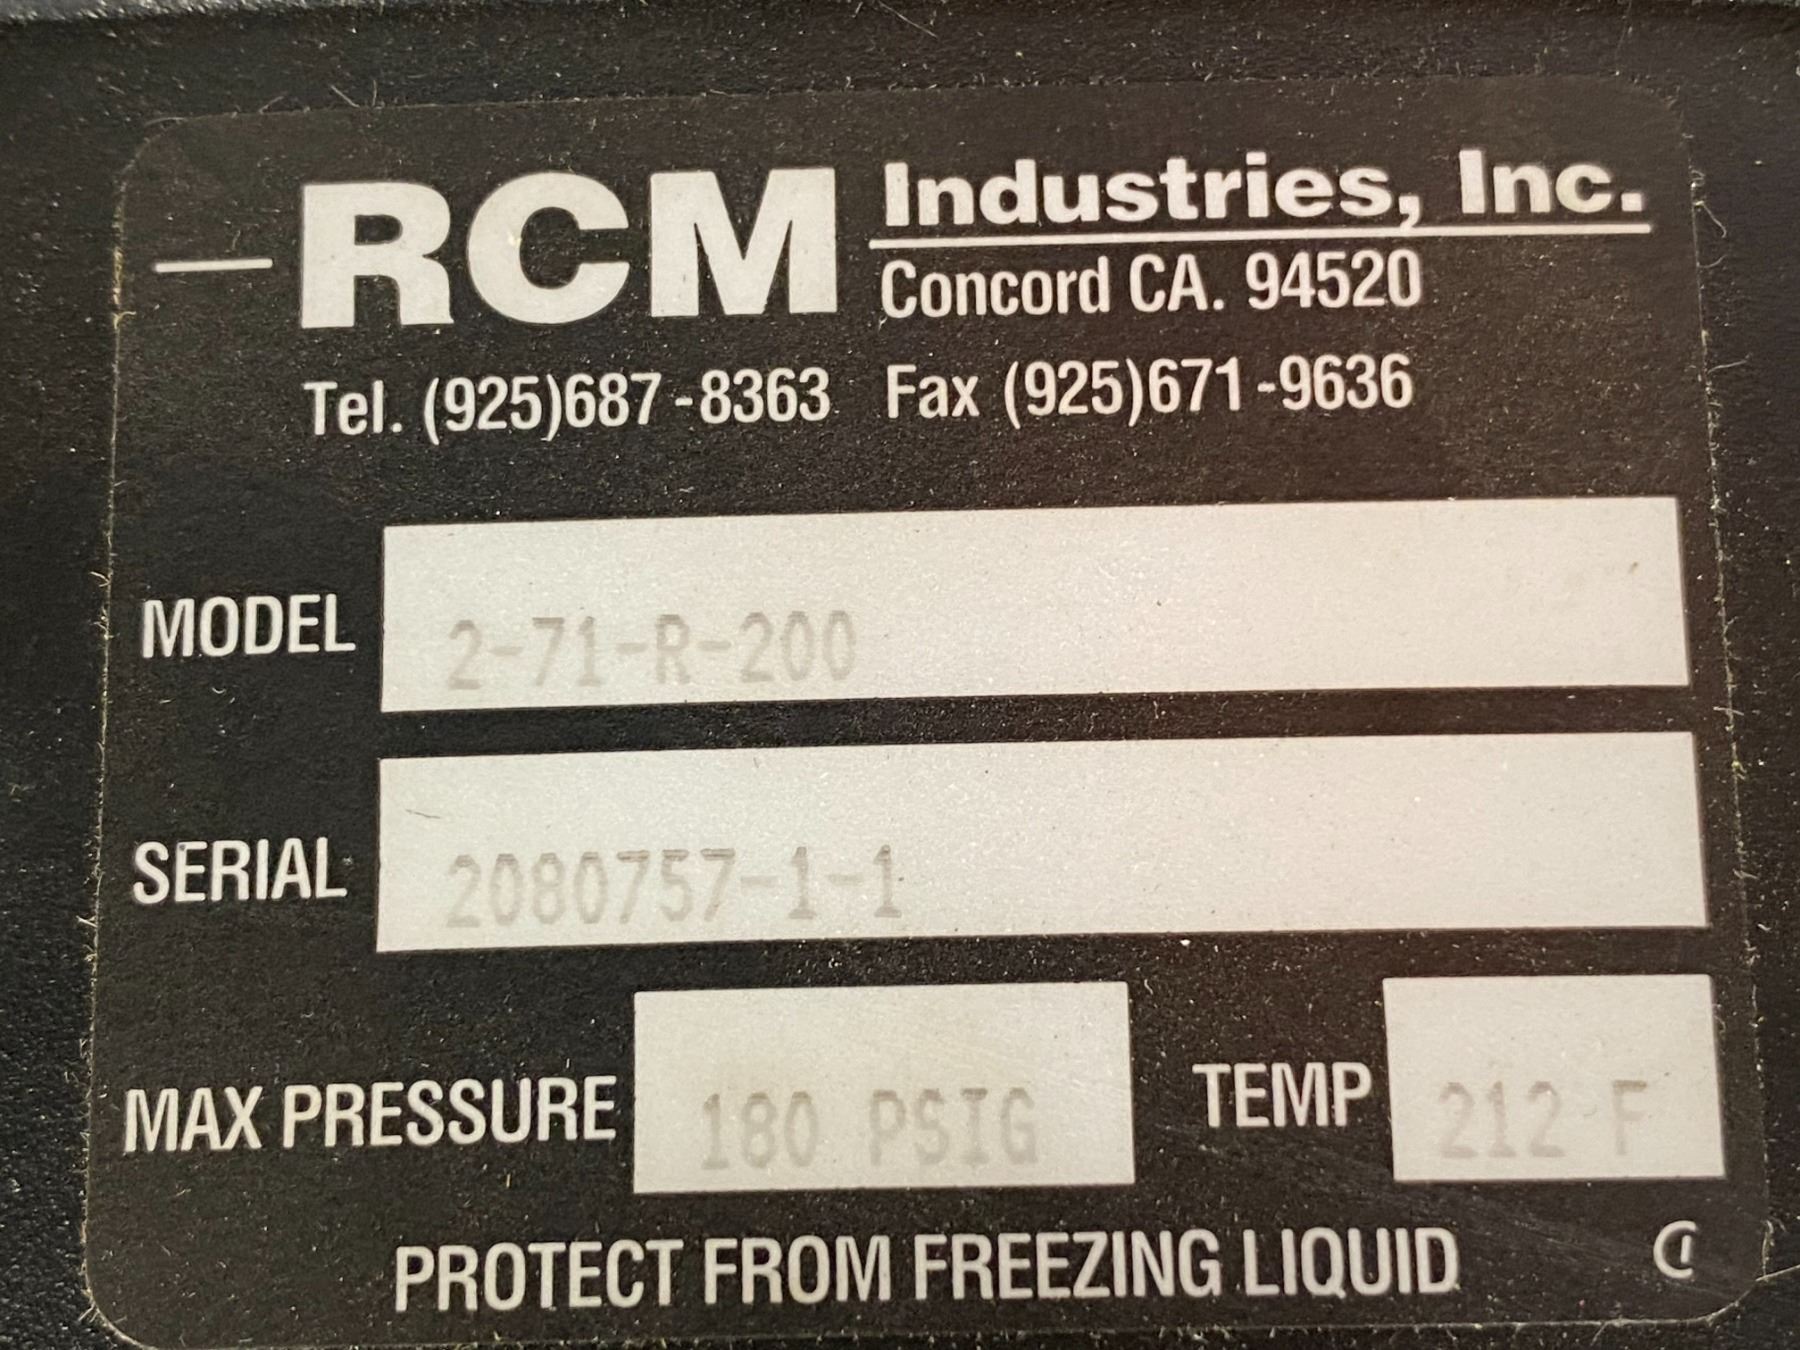 RCM Industries, Inc.
Concord CA. 94520
Tel. (925)687-8363 Fax (925)671-9636
MODEL 2-71-R-200
SERIAL 2080757-1-1
MAX PRESSURE 180 PSIG TEMP 212 F
PROTECT FROM FREEZING LIQUID